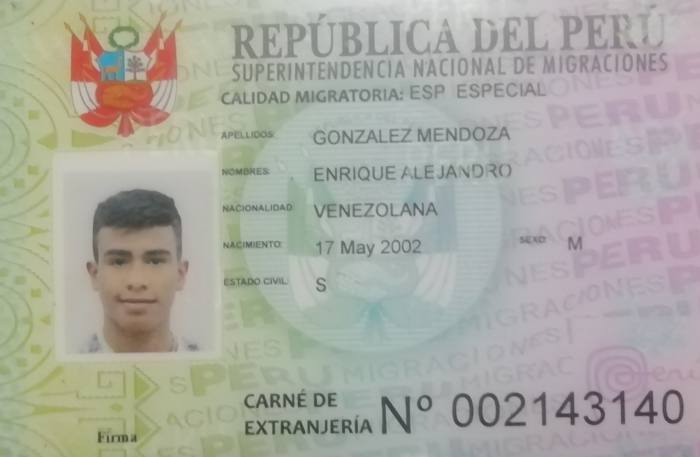 REPÚBLICA DEL PERÚ
SUPERINTENDENCIA NACIONAL DE MIGRACIONES
CALIDAD MIGRATORIA: ESP ESPECIAL
APELLIDOS: GONZALEZ MENDOZA
NOMBRES: ENRIQUE ALEJANDRO
NACIONALIDAD: VENEZOLANA
NACIMIENTO: 17 May 2002 SEXO: M
ESTADO CIVIL: S
CARNÉ DE
EXTRANJERÍA Nº 002143140
Firma